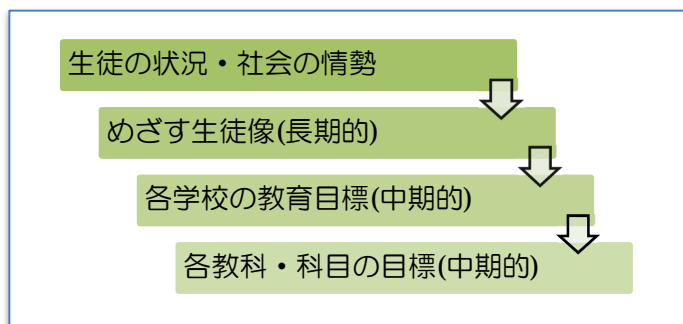 生徒の状況・社会の情勢
めざす生徒像(長期的)
各学校の教育目標(中期的)
各教科・科目の目標(中期的)